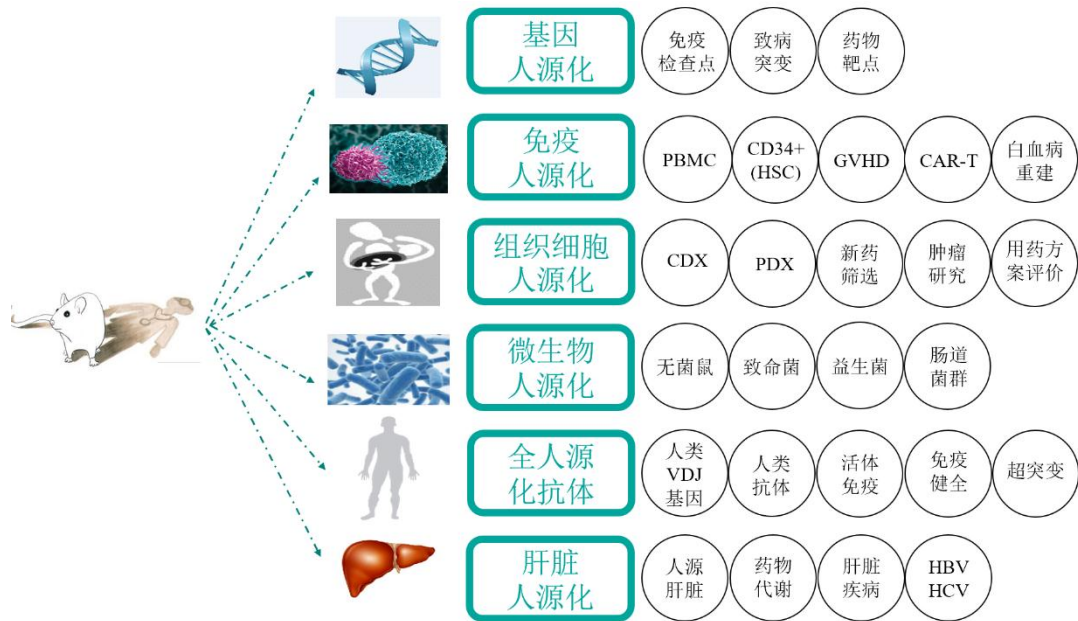 基因
人源化
免疫
检查点
致病
突变
药物
靶点
免疫
人源化
PBMC
CD34+
(HSC)
GVHD
CAR-T
白血病
重建
组织细胞
人源化
CDX
PDX
新药
筛选
肿瘤
研究
用药方
案评价
微生物
人源化
无菌鼠
致命菌
益生菌
肠道
菌群
全人源
化抗体
人类
VDJ
基因
人类
抗体
活体
免疫
免疫
健全
超突变
肝脏
人源化
人源
肝脏
药物
代谢
肝脏
疾病
HBV
HCV